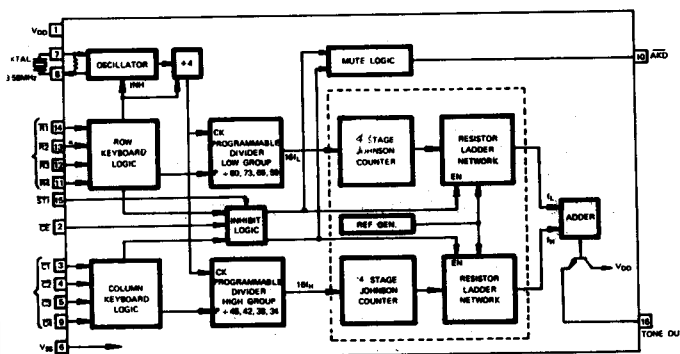 VDD 1
7
XTAL
3 58MHz
8
OSCILLATOR
÷4
INH
MUTE LOGIC
10 AKD
R1 14
R2 13
R3 12
R4 11
ROW
KEYBOARD
LOGIC
CK
PROGRAMMABLE
DIVIDER
LOW GROUP
16fL
4 STAGE
JOHNSON
COUNTER
RESISTOR
LADDER
NETWORK
EN
STI 15
CE 2
INHIBIT
LOGIC
REF GEN.
fL
fH
ADDER
C1 3
C2 4
C3 5
C4 9
COLUMN
KEYBOARD
LOGIC
CK
PROGRAMMABLE
DIVIDER
HIGH GROUP
÷ 46, 42, 38, 34
16fH
4 STAGE
JOHNSON
COUNTER
EN
RESISTOR
LADDER
NETWORK
VDD
16
TONE OU
VSS 6